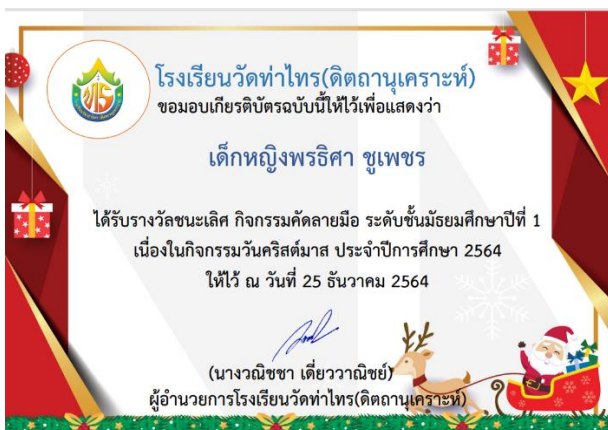 โรงเรียนวัดท่าไทร(ดิตถานุเคราะห์)
ขอมอบเกียรติบัตรฉบับนี้ให้ไว้เพื่อแสดงว่า
เด็กหญิงพรธิศา ชูเพชร
ได้รับรางวัลชนะเลิศ กิจกรรมคัดลายมือ ระดับชั้นมัธยมศึกษาปีที่ 1
เนื่องในกิจกรรมวันคริสต์มาส ประจำปีการศึกษา 2564
ให้ไว้ ณ วันที่ 25 ธันวาคม 2564
(นางวณิชชา เตี่ยววาณิชย์)
ผู้อำนวยการโรงเรียนวัดท่าไทร(ดิตถานุเคราะห์)